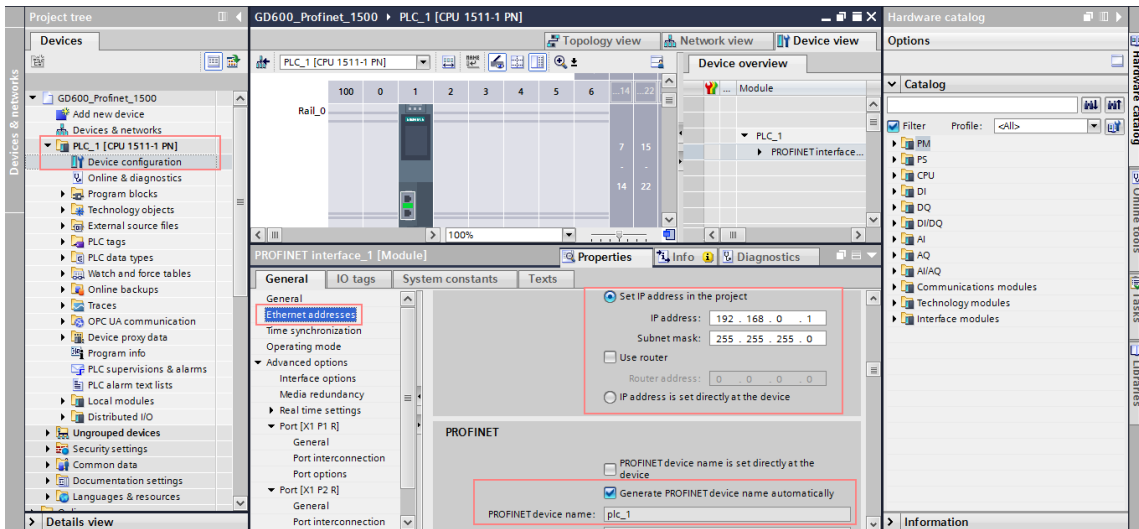 Project tree
Devices
Devices & networks
GD600_Profinet_1500
Add new device
Devices & networks
PLC_1 [CPU 1511-1 PN]
Device configuration
Online & diagnostics
Program blocks
Technology objects
External source files
PLC tags
PLC data types
Watch and force tables
Online backups
Traces
OPC UA communication
Device proxy data
Program info
PLC supervisions & alarms
PLC alarm text lists
Local modules
Distributed I/O
Ungrouped devices
Security settings
Common data
Documentation settings
Languages & resources
Details view
GD600_Profinet_1500 ▸ PLC_1 [CPU 1511-1 PN]
Topology view
Network view
Device view
PLC_1 [CPU 1511-1 PN]
100 0 1 2 3 4 5 6 ...14 ...22
Rail_0
SIEMENS
7 15
- -
14 22
100%
Device overview
... Module
PLC_1
PROFINET interface...
PROFINET interface_1 [Module]
Properties
Info
Diagnostics
General
IO tags
System constants
Texts
General
Ethernet addresses
Time synchronization
Operating mode
Advanced options
Interface options
Media redundancy
Real time settings
Port [X1 P1 R]
General
Port interconnection
Port options
Port [X1 P2 R]
General
Port interconnection
Set IP address in the project
IP address: 192 . 168 . 0 . 1
Subnet mask: 255 . 255 . 255 . 0
Use router
Router address: 0 . 0 . 0 . 0
IP address is set directly at the device
PROFINET
PROFINET device name is set directly at the
device
Generate PROFINET device name automatically
PROFINET device name: plc_1
Hardware catalog
Options
Catalog
Filter
Profile: <All>
PM
PS
CPU
DI
DQ
DI/DQ
AI
AQ
AI/AQ
Communications modules
Technology modules
Interface modules
Information
Hardware catalog
Online tools
Tasks
Libraries